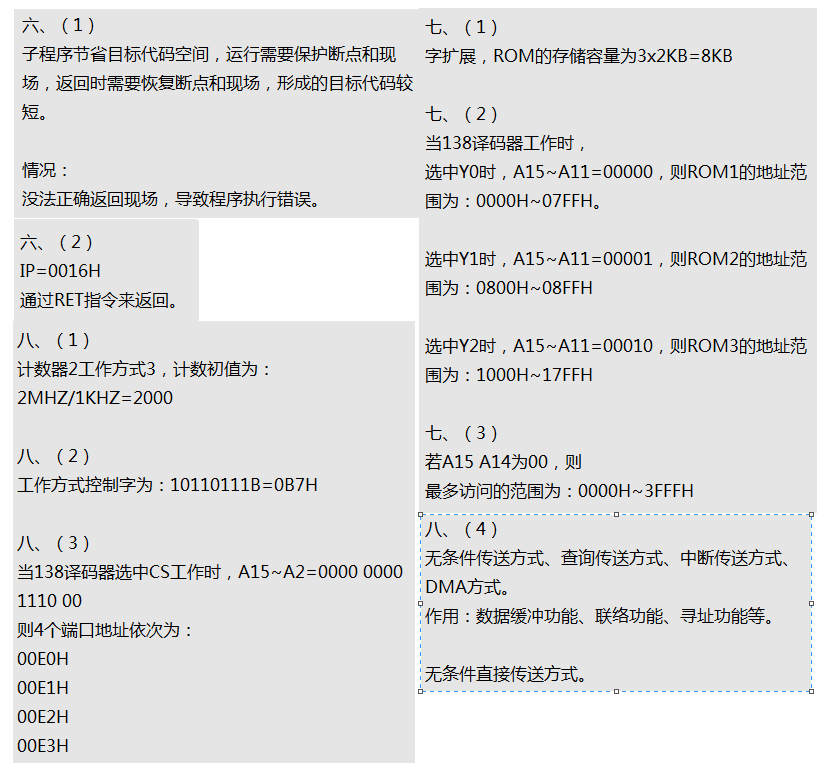 六、（1）
子程序节省目标代码空间，运行需要保护断点和现
场，返回时需要恢复断点和现场，形成的目标代码较
短。
情况：
没法正确返回现场，导致程序执行错误。
六、（2）
IP=0016H
通过RET指令来返回。
八、（1）
计数器2工作方式3，计数初值为：
2MHZ/1KHZ=2000
八、（2）
工作方式控制字为：10110111B=0B7H
八、（3）
当138译码器选中CS工作时，A15~A2=0000 0000
1110 00
则4个端口地址依次为：
00E0H
00E1H
00E2H
00E3H
七、（1）
字扩展，ROM的存储容量为3x2KB=8KB
七、（2）
当138译码器工作时，
选中Y0时，A15~A11=00000，则ROM1的地址范
围为：0000H~07FFH。
选中Y1时，A15~A11=00001，则ROM2的地址范
围为：0800H~08FFH
选中Y2时，A15~A11=00010，则ROM3的地址范
围为：1000H~17FFH
七、（3）
若A15 A14为00，则
最多访问的范围为：0000H~3FFFH
八、（4）
无条件传送方式、查询传送方式、中断传送方式、
DMA方式。
作用：数据缓冲功能、联络功能、寻址功能等。
无条件直接传送方式。